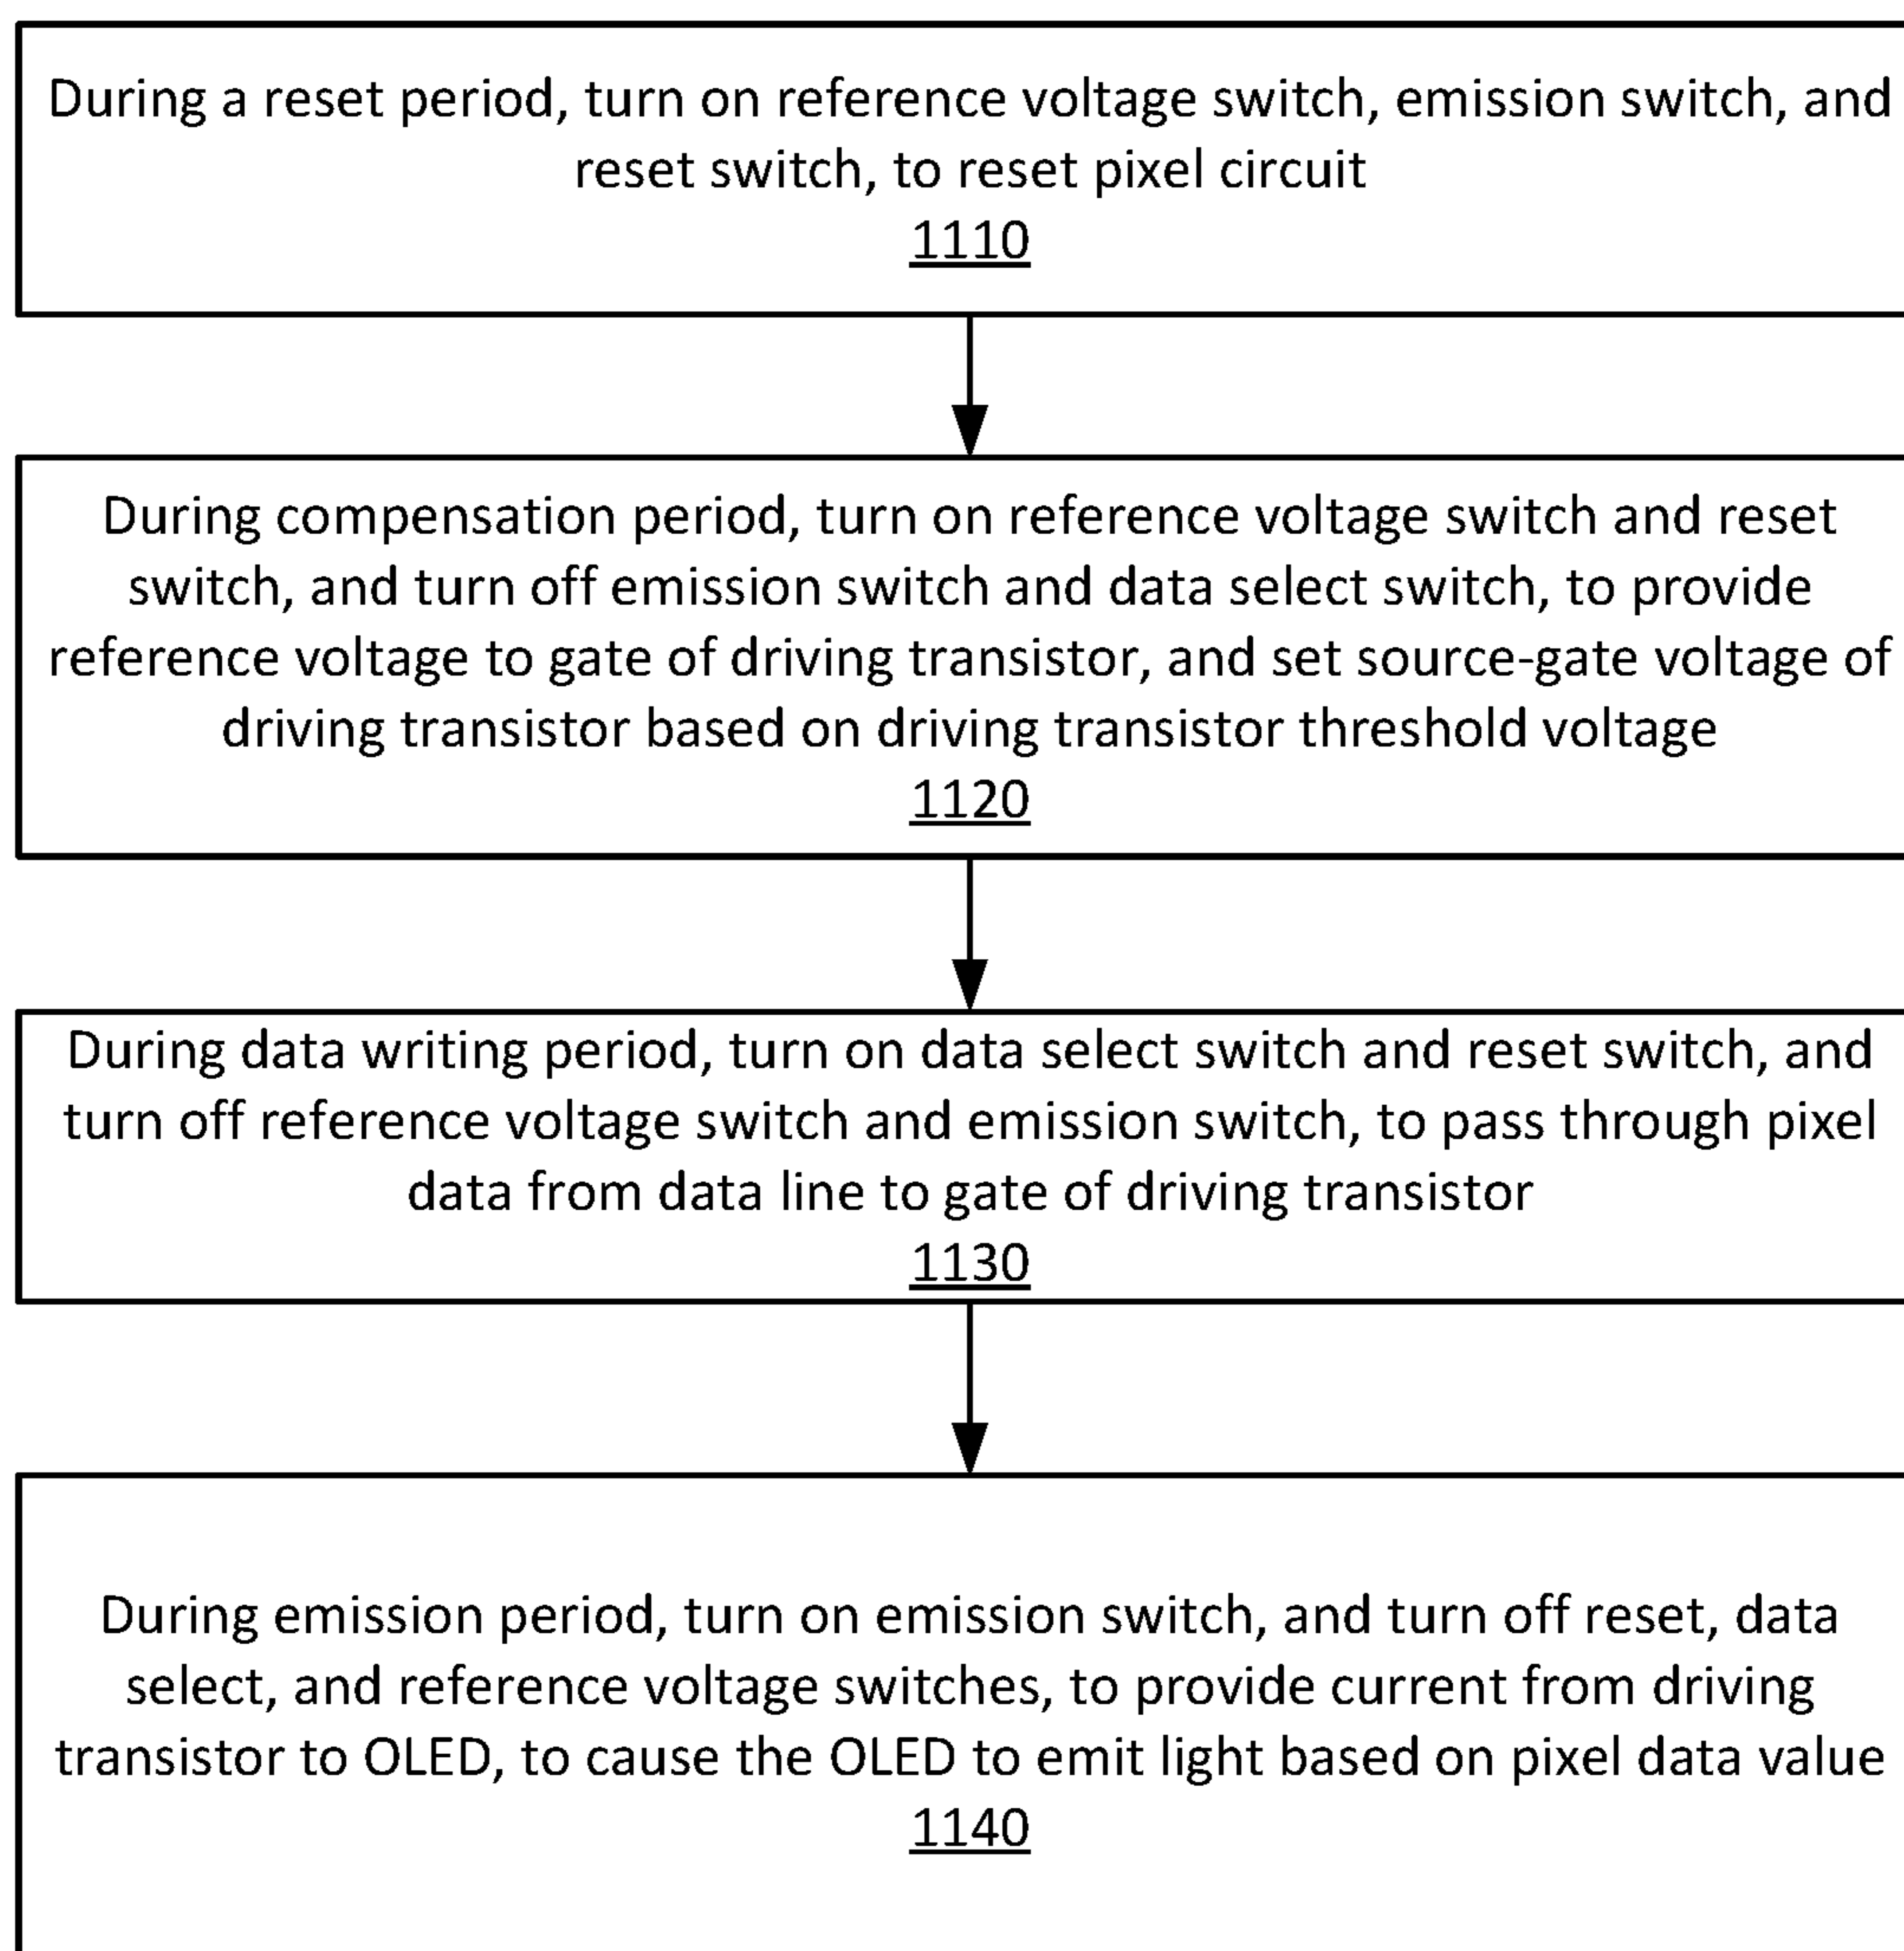 During a reset period, turn on reference voltage switch, emission switch, and
reset switch, to reset pixel circuit
1110
During compensation period, turn on reference voltage switch and reset
switch, and turn off emission switch and data select switch, to provide
reference voltage to gate of driving transistor, and set source-gate voltage of
driving transistor based on driving transistor threshold voltage
1120
During data writing period, turn on data select switch and reset switch, and
turn off reference voltage switch and emission switch, to pass through pixel
data from data line to gate of driving transistor
1130
During emission period, turn on emission switch, and turn off reset, data
select, and reference voltage switches, to provide current from driving
transistor to OLED, to cause the OLED to emit light based on pixel data value
1140